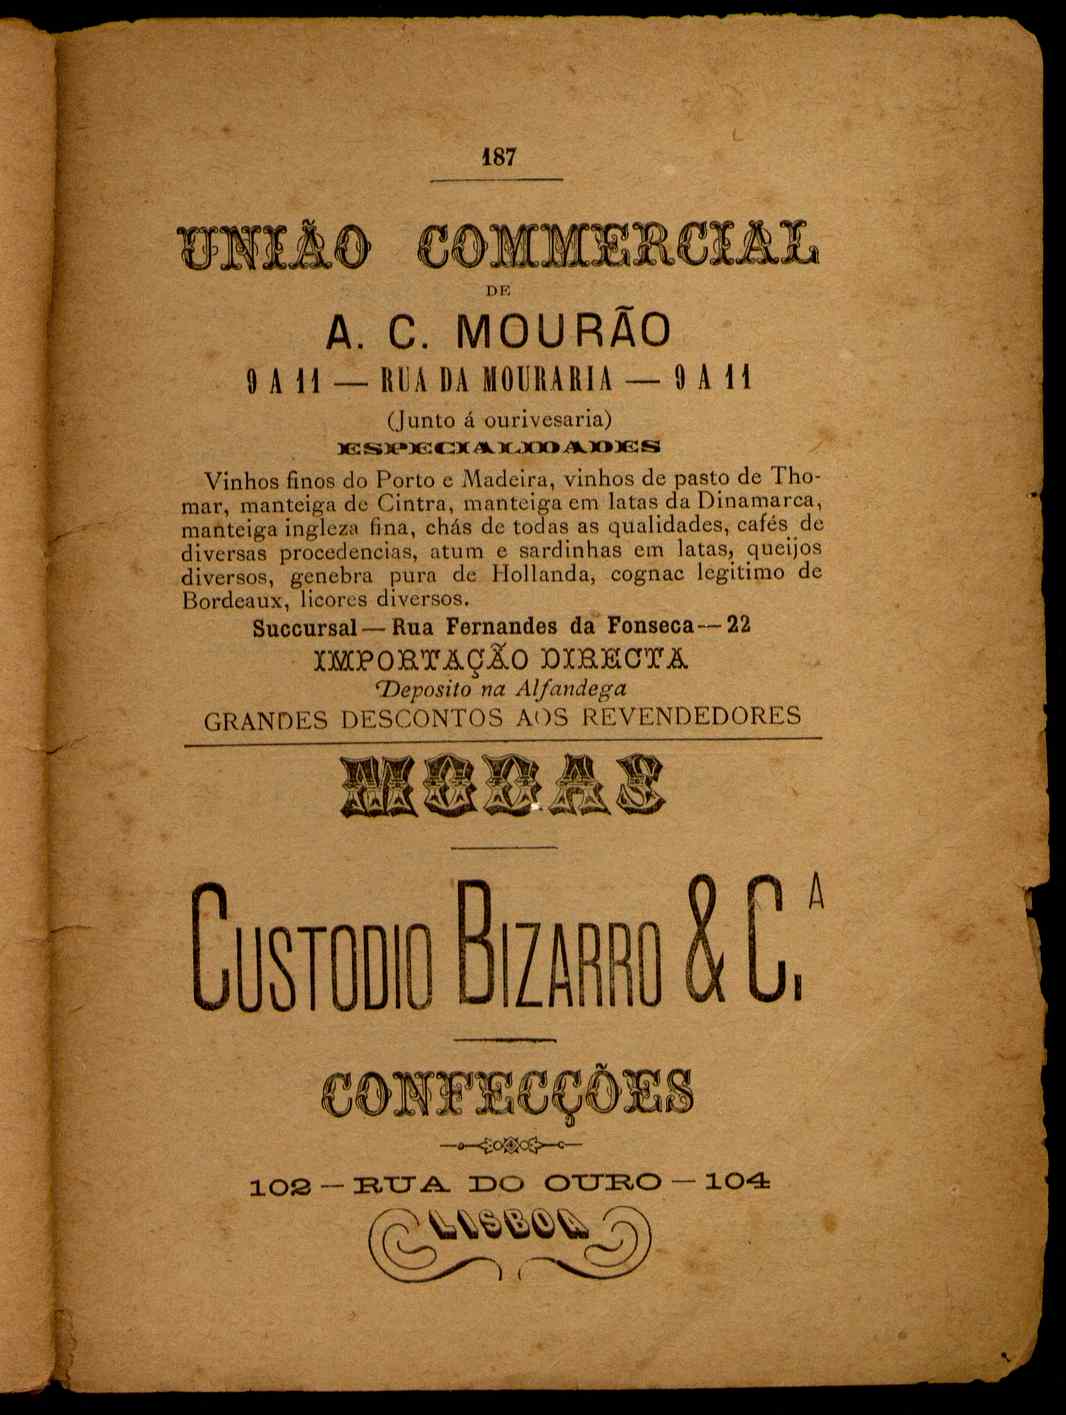 187
UNIÃO COMMERCIAL
DE
A. C. MOURÃO
9 A 11 — RUA DA MOURARIA — 9 A 11
(Junto á ourivesaria)
ESPECIALIDADES
Vinhos finos do Porto e Madeira, vinhos de pasto de Tho-
mar, manteiga de Cintra, manteiga em latas da Dinamarca,
manteiga ingleza fina, chás de todas as qualidades, cafés de
diversas procedencias, atum e sardinhas em latas, queijos
diversos, genebra pura de Hollanda, cognac legitimo de
Bordeaux, licores diversos.
Succursal — Rua Fernandes da Fonseca — 22
IMPORTAÇÃO DIRECTA
Deposito na Alfandega
GRANDES DESCONTOS AOS REVENDEDORES
MODAS
CUSTODIO BIZARRO & C.A
CONFECÇÕES
102 — RUA DO OURO — 104
LISBOA